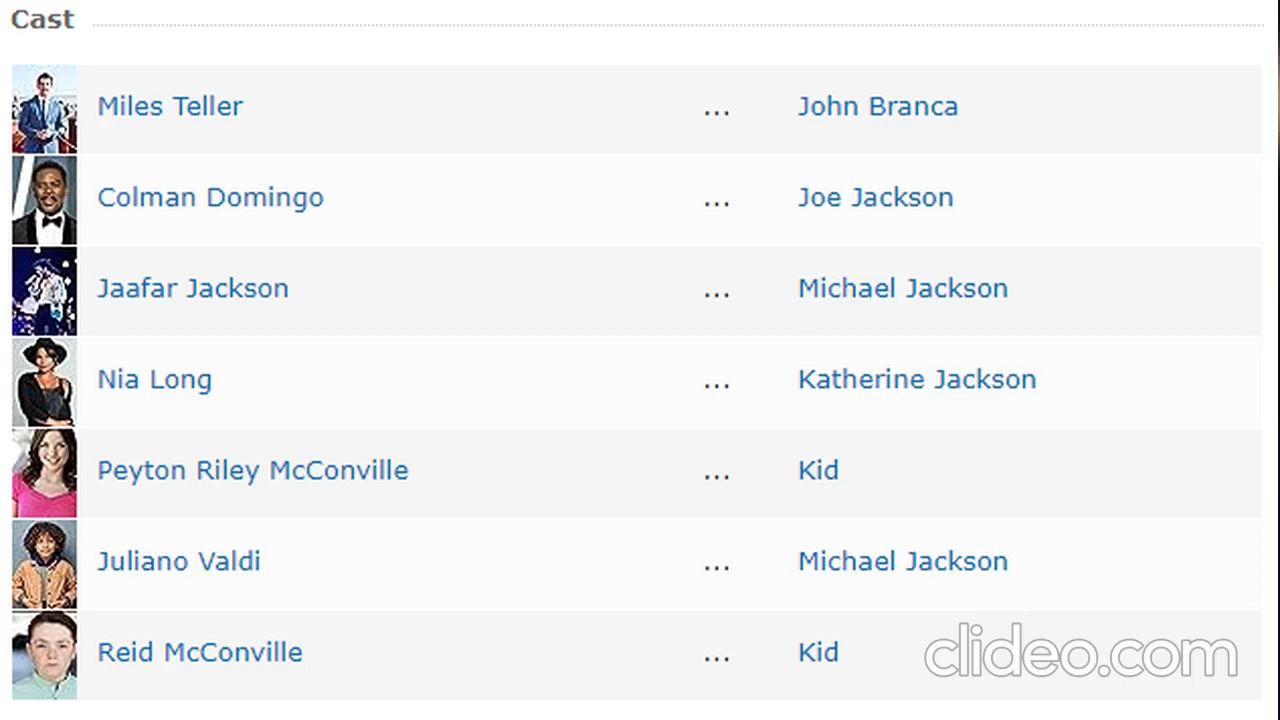 Cast
Miles Teller ... John Branca
Colman Domingo ... Joe Jackson
Jaafar Jackson ... Michael Jackson
Nia Long ... Katherine Jackson
Peyton Riley McConville ... Kid
Juliano Valdi ... Michael Jackson
Reid McConville ... Kid
clideo.com